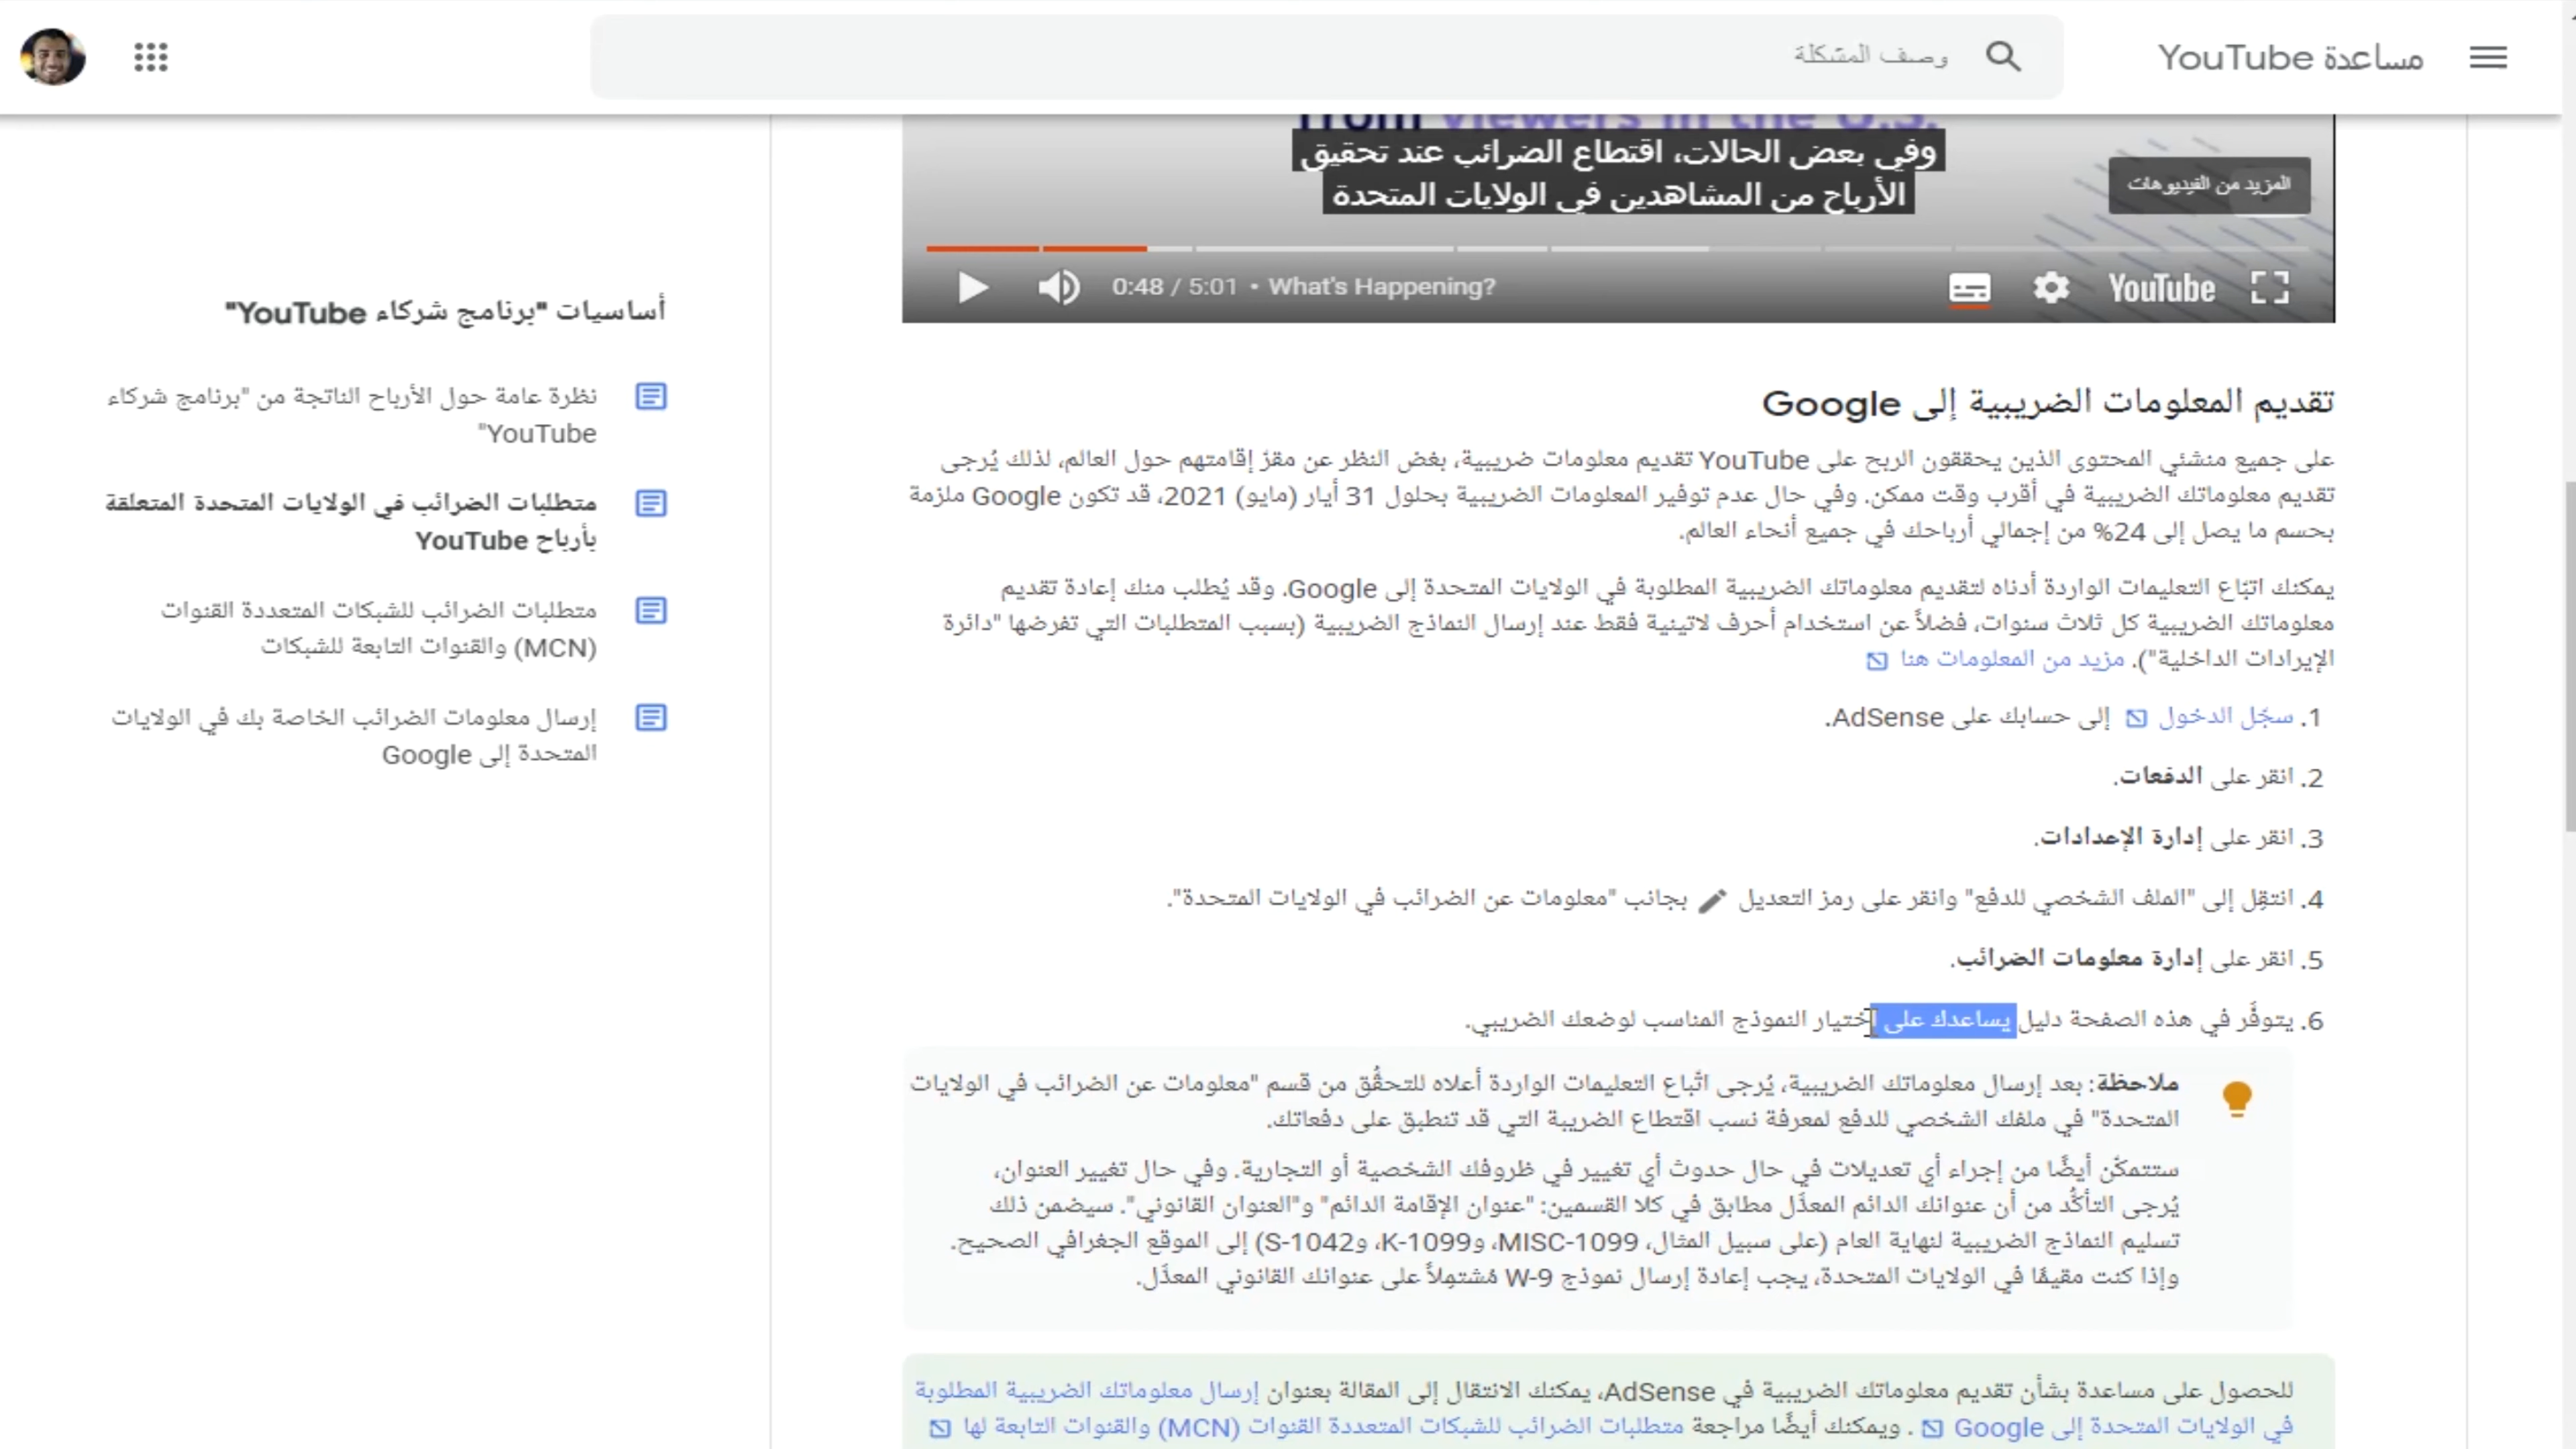 مساعدة YouTube
وصف المشكلة
from viewers in the U.S.
وفي بعض الحالات، اقتطاع الضرائب عند تحقيق
الأرباح من المشاهدين في الولايات المتحدة
المزيد من الفيديوهات
0:48 / 5:01 • What's Happening?
YouTube
تقديم المعلومات الضريبية إلى Google
على جميع منشئي المحتوى الذين يحققون الربح على YouTube تقديم معلومات ضريبية، بغض النظر عن مقرّ إقامتهم حول العالم، لذلك يُرجى
تقديم معلوماتك الضريبية في أقرب وقت ممكن. وفي حال عدم توفير المعلومات الضريبية بحلول 31 أيار (مايو) 2021، قد تكون Google ملزمة
بحسم ما يصل إلى 24% من إجمالي أرباحك في جميع أنحاء العالم.
يمكنك اتبّاع التعليمات الواردة أدناه لتقديم معلوماتك الضريبية المطلوبة في الولايات المتحدة إلى Google. وقد يُطلب منك إعادة تقديم
معلوماتك الضريبية كل ثلاث سنوات، فضلاً عن استخدام أحرف لاتينية فقط عند إرسال النماذج الضريبية (بسبب المتطلبات التي تفرضها "دائرة
الإيرادات الداخلية"). مزيد من المعلومات هنا
1. سجّل الدخول إلى حسابك على AdSense.
2. انقر على الدفعات.
3. انقر على إدارة الإعدادات.
4. انتقِل إلى "الملف الشخصي للدفع" وانقر على رمز التعديل بجانب "معلومات عن الضرائب في الولايات المتحدة".
5. انقر على إدارة معلومات الضرائب.
6. يتوفَّر في هذه الصفحة دليل يساعدك على اختيار النموذج المناسب لوضعك الضريبي.
ملاحظة: بعد إرسال معلوماتك الضريبية، يُرجى اتّباع التعليمات الواردة أعلاه للتحقُّق من قسم "معلومات عن الضرائب في الولايات
المتحدة" في ملفك الشخصي للدفع لمعرفة نسب اقتطاع الضريبة التي قد تنطبق على دفعاتك.
ستتمكّن أيضًا من إجراء أي تعديلات في حال حدوث أي تغيير في ظروفك الشخصية أو التجارية. وفي حال تغيير العنوان،
يُرجى التأكُّد من أن عنوانك الدائم المعدَّل مطابق في كلا القسمين: "عنوان الإقامة الدائم" و"العنوان القانوني". سيضمن ذلك
تسليم النماذج الضريبية لنهاية العام (على سبيل المثال، 1099-MISC، و1099-K، و1042-S) إلى الموقع الجغرافي الصحيح.
وإذا كنت مقيمًا في الولايات المتحدة، يجب إعادة إرسال نموذج W-9 مُشتمِلاً على عنوانك القانوني المعدَّل.
للحصول على مساعدة بشأن تقديم معلوماتك الضريبية في AdSense، يمكنك الانتقال إلى المقالة بعنوان إرسال معلوماتك الضريبية المطلوبة
في الولايات المتحدة إلى Google . ويمكنك أيضًا مراجعة متطلبات الضرائب للشبكات المتعددة القنوات (MCN) والقنوات التابعة لها
أساسيات "برنامج شركاء YouTube"
نظرة عامة حول الأرباح الناتجة من "برنامج شركاء
YouTube"
متطلبات الضرائب في الولايات المتحدة المتعلقة
بأرباح YouTube
متطلبات الضرائب للشبكات المتعددة القنوات
(MCN) والقنوات التابعة للشبكات
إرسال معلومات الضرائب الخاصة بك في الولايات
المتحدة إلى Google